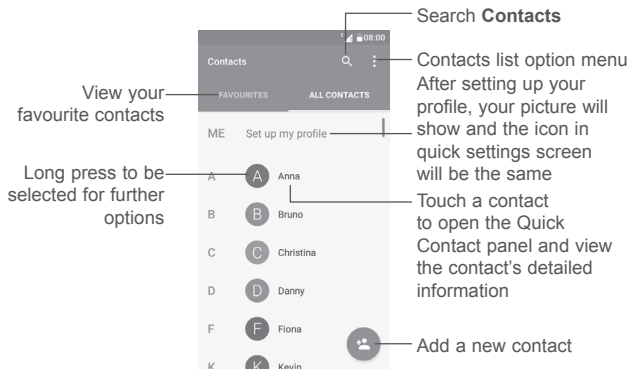 Search Contacts
08:00
Contacts
Contacts list option menu
FAVOURITES
ALL CONTACTS
View your
favourite contacts
After setting up your
profile, your picture will
show and the icon in
quick settings screen
will be the same
ME
Set up my profile
Long press to be
selected for further
options
A
A
Anna
B
B
Bruno
Touch a contact
to open the Quick
Contact panel and view
the contact's detailed
information
C
C
Christina
D
D
Danny
F
F
Fiona
Add a new contact
K
K
Kevin